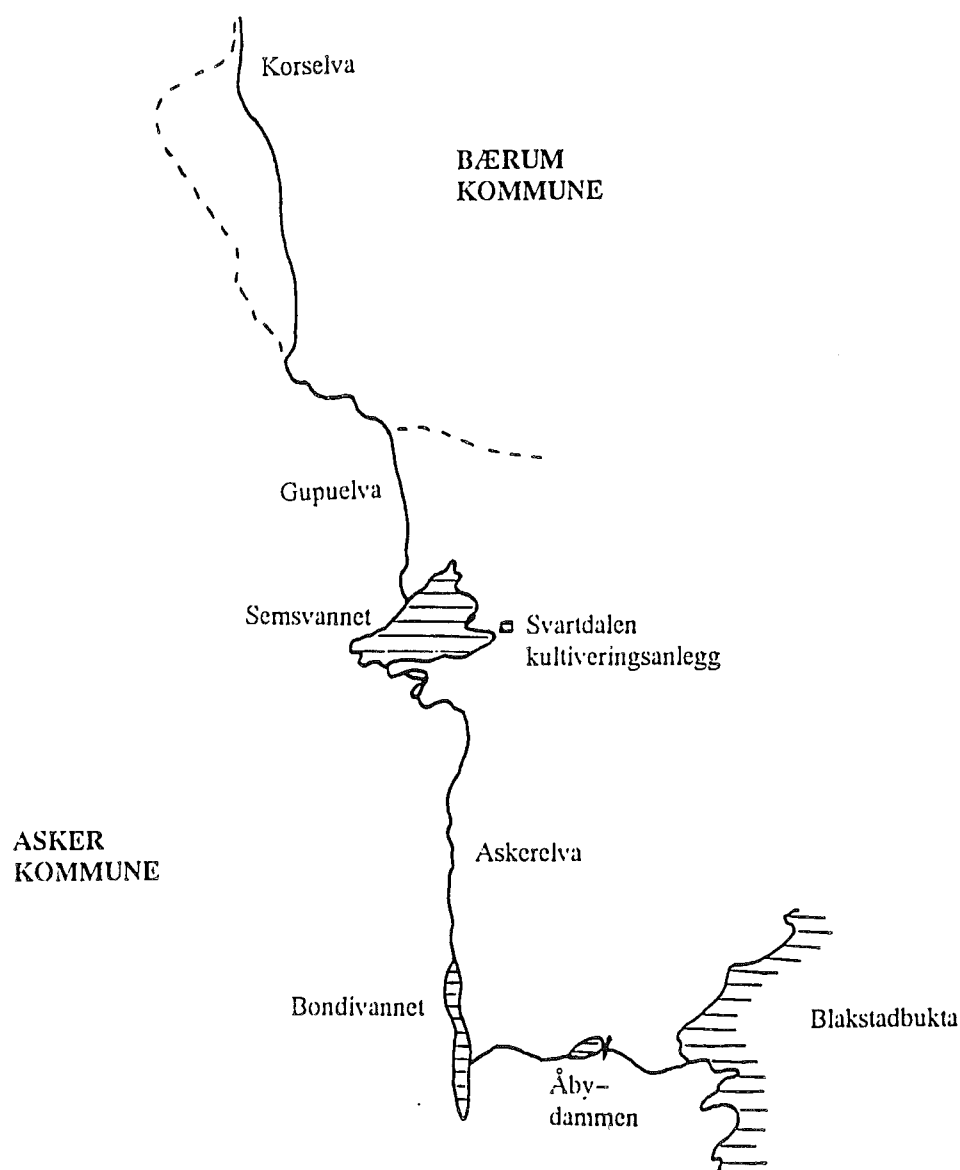 Korselva
BÆRUM
KOMMUNE
Gupuelva
Semsvannet
Svartdalen
kultiveringsanlegg
ASKER
KOMMUNE
Askerelva
Bondivannet
Blakstadbukta
Åby-
dammen